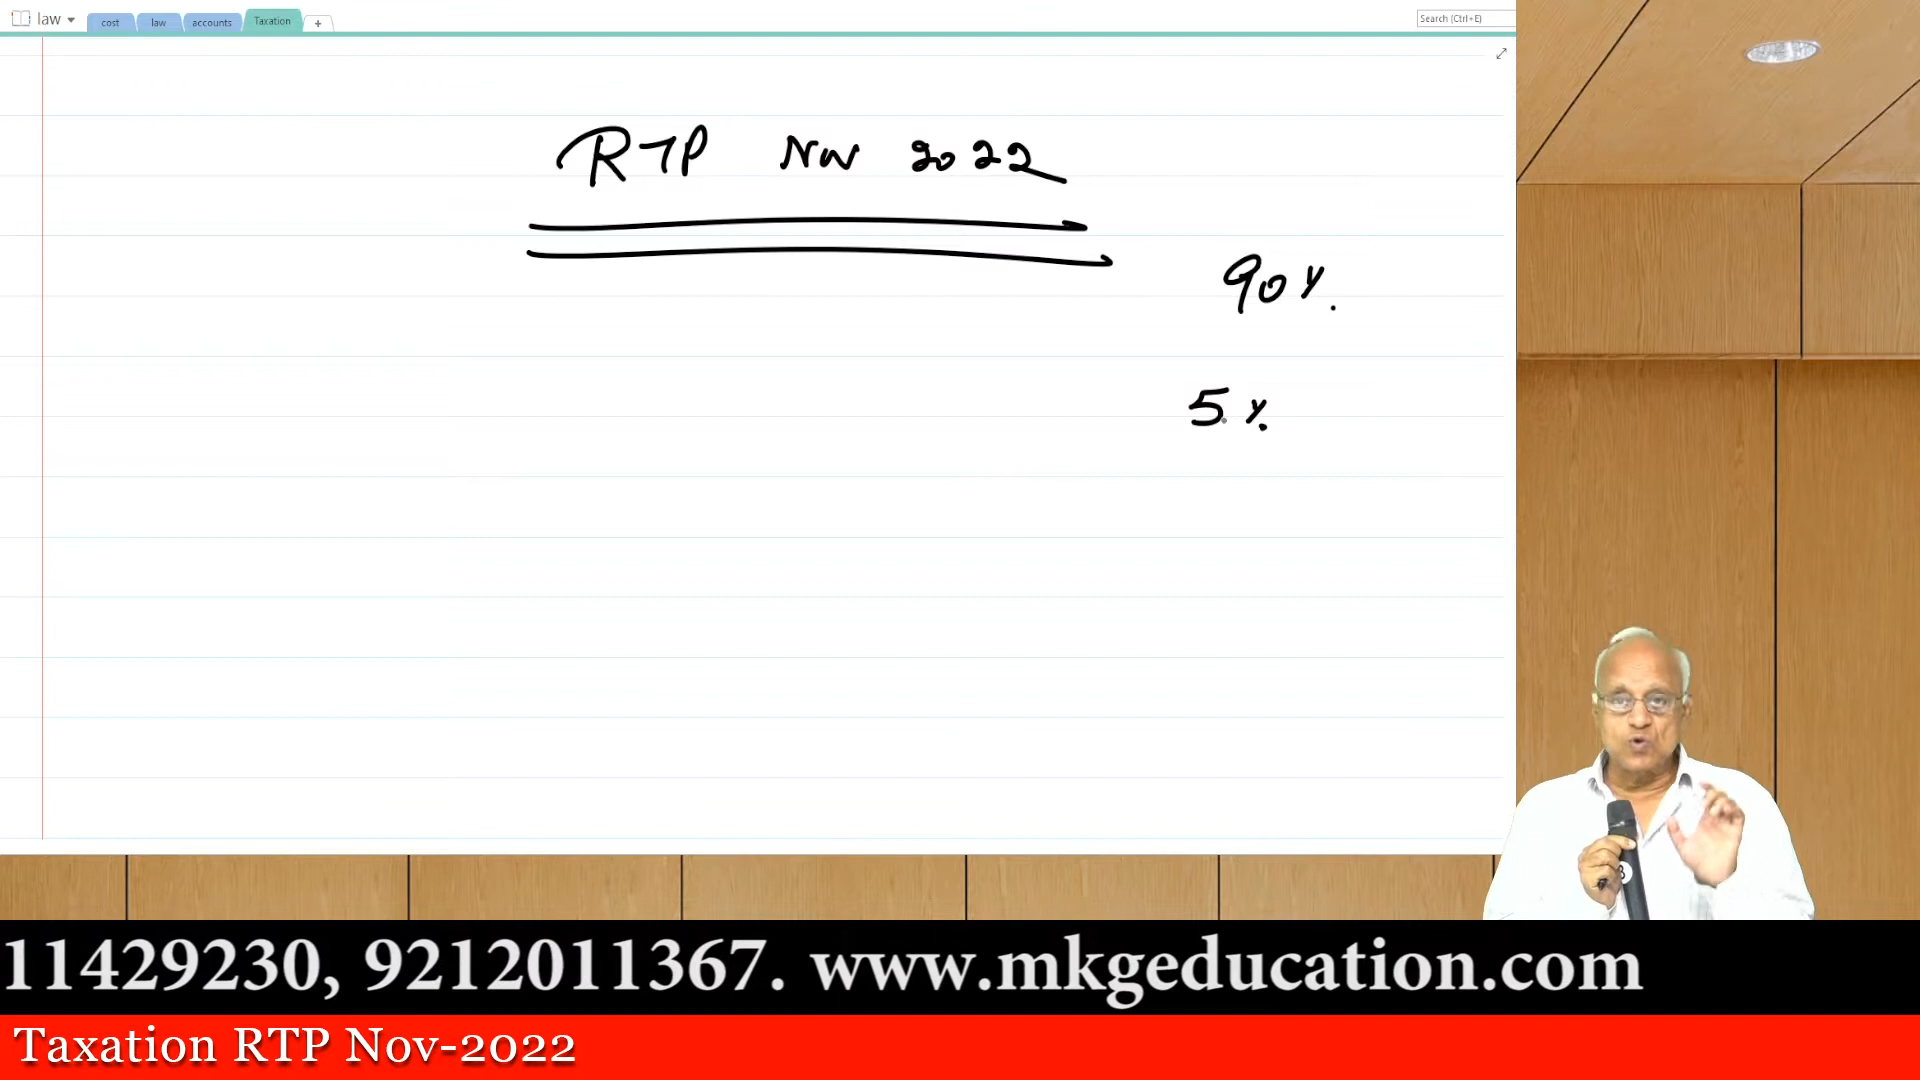 law cost law accounts Taxation +
Search (Ctrl+E)
RTP Nov 2022
90%
5%
3
11429230, 9212011367. www.mkgeducation.com
Taxation RTP Nov-2022